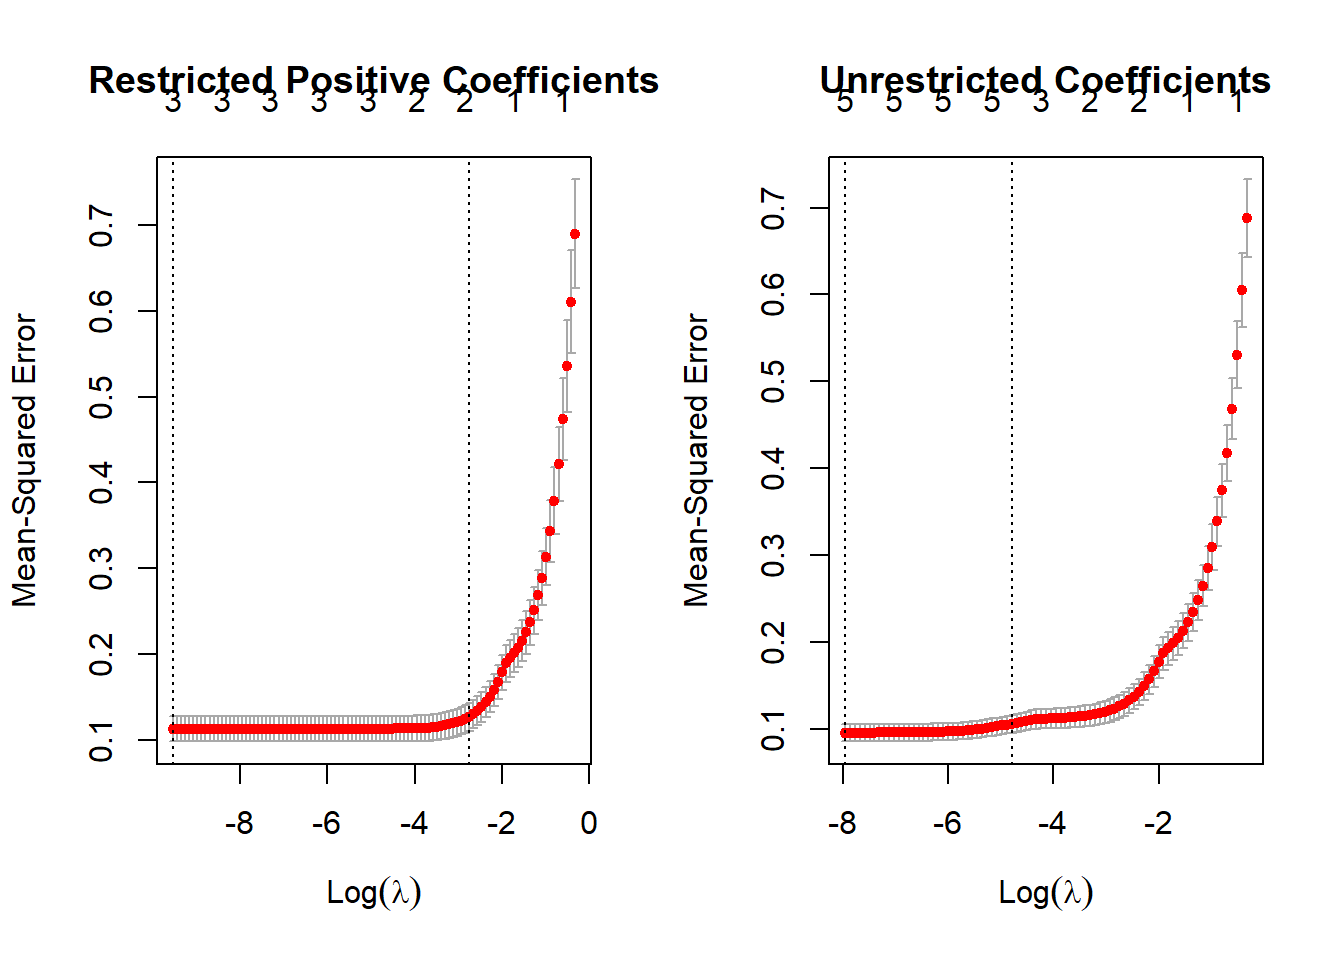 Restricted Positive Coefficients
3 3 3 3 3 2 2 1 1
Mean-Squared Error
0.7
0.6
0.5
0.4
0.3
0.2
0.1
-8 -6 -4 -2 0
Log(λ)
Unrestricted Coefficients
5 5 5 5 3 2 2 1 1
Mean-Squared Error
0.7
0.6
0.5
0.4
0.3
0.2
0.1
-8 -6 -4 -2
Log(λ)